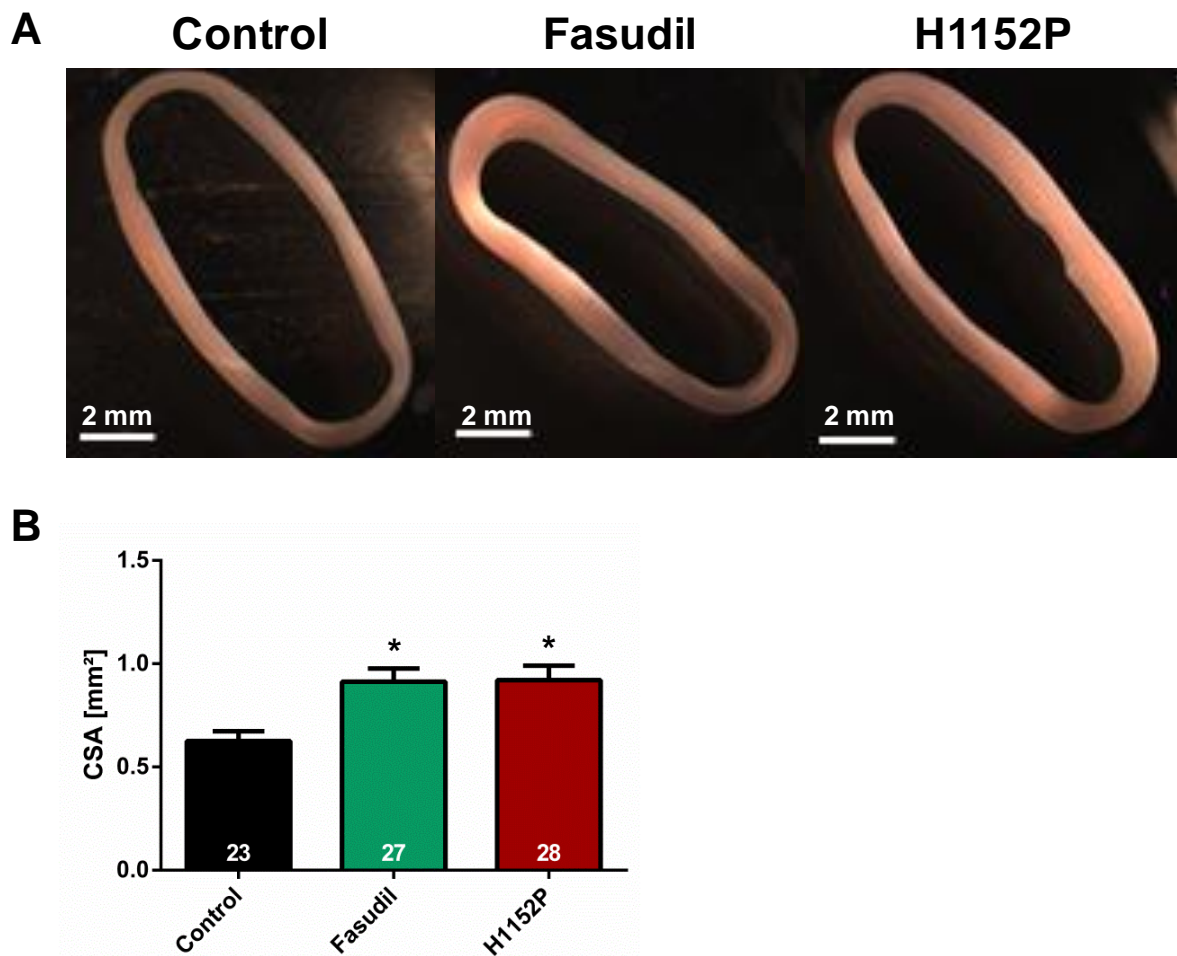 A
Control Fasudil H1152P
2 mm 2 mm 2 mm
B
CSA [mm²]
1.5
1.0
0.5
0.0
* *
23 27 28
Control Fasudil H1152P